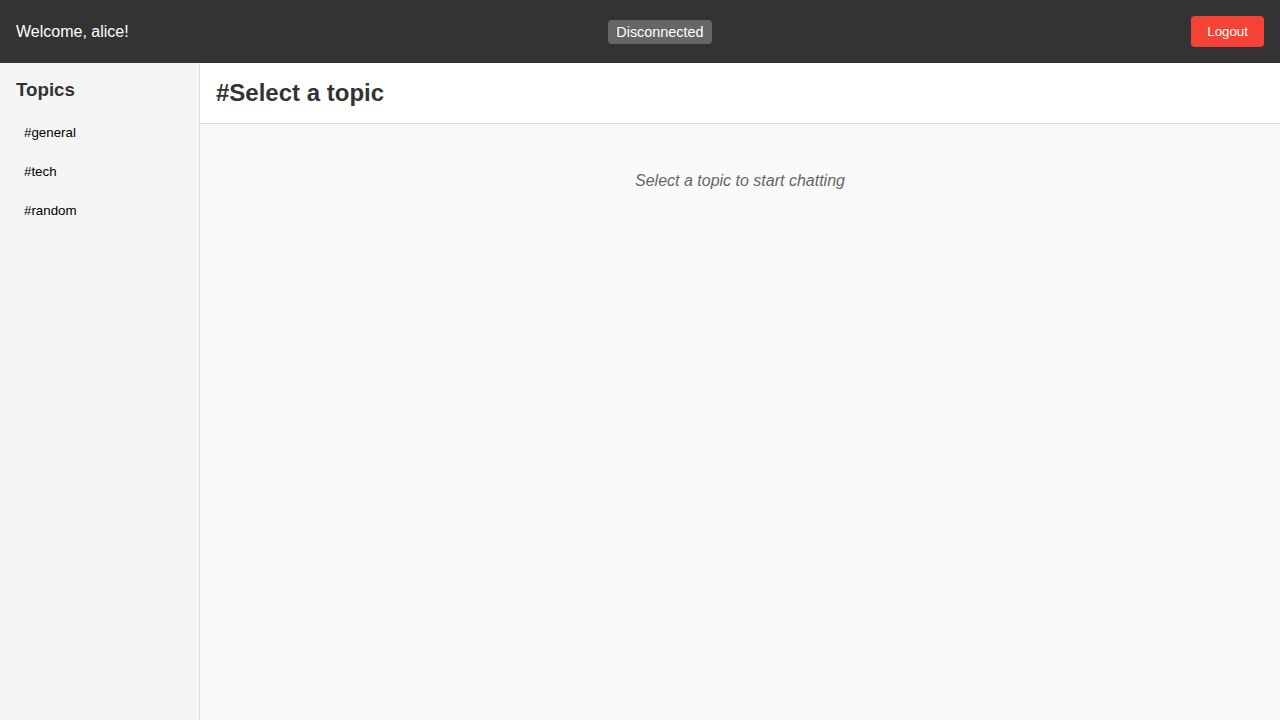 Welcome, alice!
Disconnected
Logout
Topics
#general
#tech
#random
#Select a topic
Select a topic to start chatting